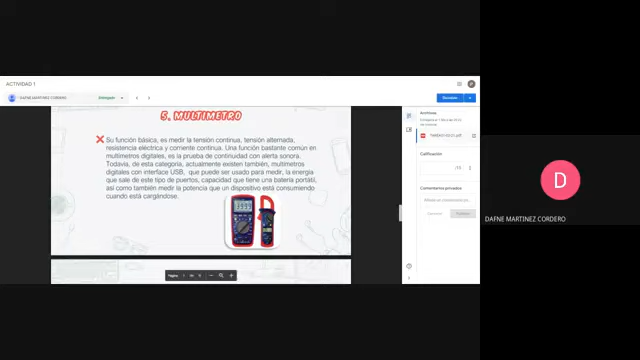 ACTIVIDAD 1
DAFNE MARTINEZ CORDERO
Entregado
5. MULTIMETRO
Su función básica, es medir la tensión continua, tensión alternada,
resistencia eléctrica y corriente continua. Una función bastante común en
multímetros digitales, es la prueba de continuidad con alerta sonora.
Todavia, de esta categoría, actualmente existen también, multímetros
digitales con interface USB, que puede ser usado para medir, la energía
que sale de este tipo de puertos, capacidad que tiene una batería portátil,
así como también medir la potencia que un dispositivo está consumiendo
cuando está cargándose.
Página
Archivos
Calificación
Comentarios privados
D
DAFNE MARTINEZ CORDERO